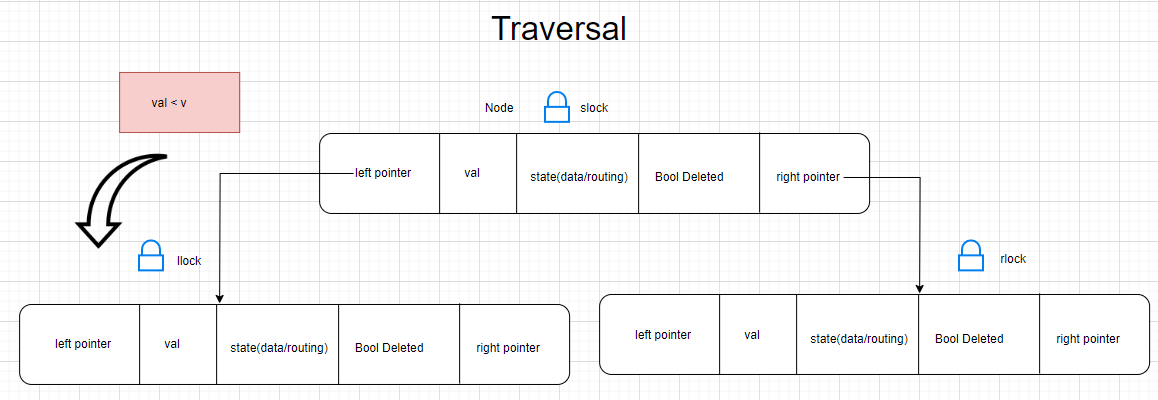 Traversal
val < v
Node
slock
left pointer
val
state(data/routing)
Bool Deleted
right pointer
llock
rlock
left pointer
val
state(data/routing)
Bool Deleted
right pointer
left pointer
val
state(data/routing)
Bool Deleted
right pointer